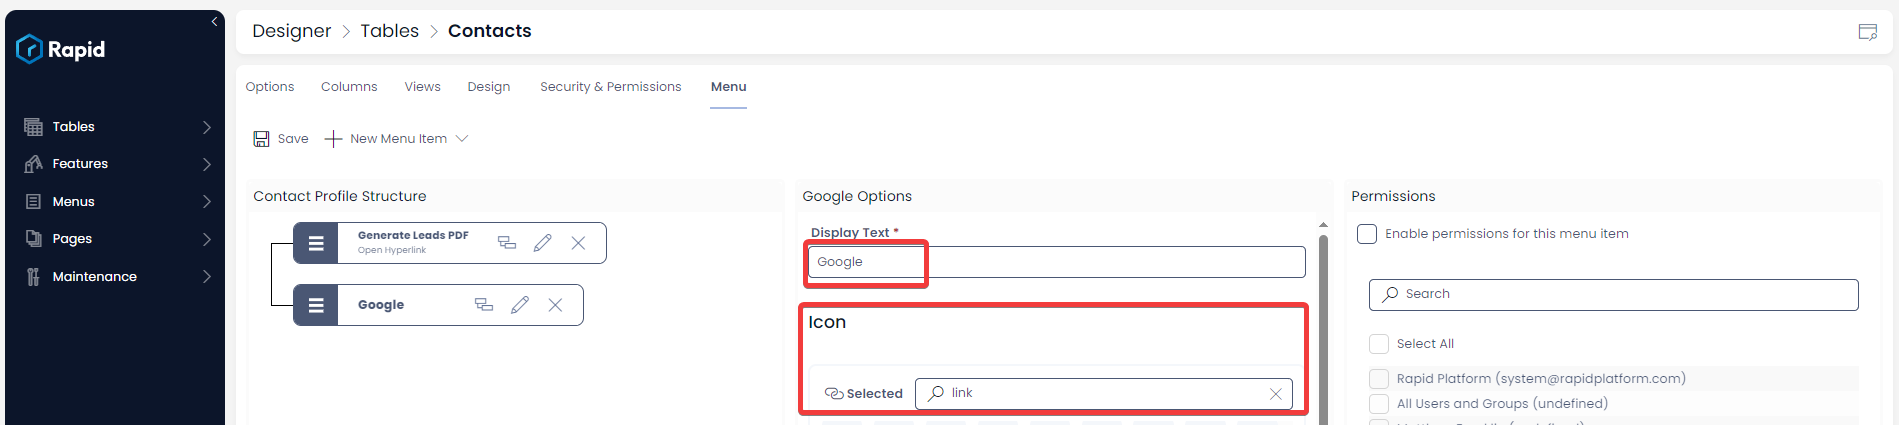 Rapid
Tables
Features
Menus
Pages
Maintenance
Designer > Tables > Contacts
Options Columns Views Design Security & Permissions Menu
Save New Menu Item
Contact Profile Structure
Generate Leads PDF
Open Hyperlink
Google
Google Options
Display Text *
Google
Icon
Selected link
Permissions
Enable permissions for this menu item
Search
Select All
Rapid Platform (system@rapidplatform.com)
All Users and Groups (undefined)